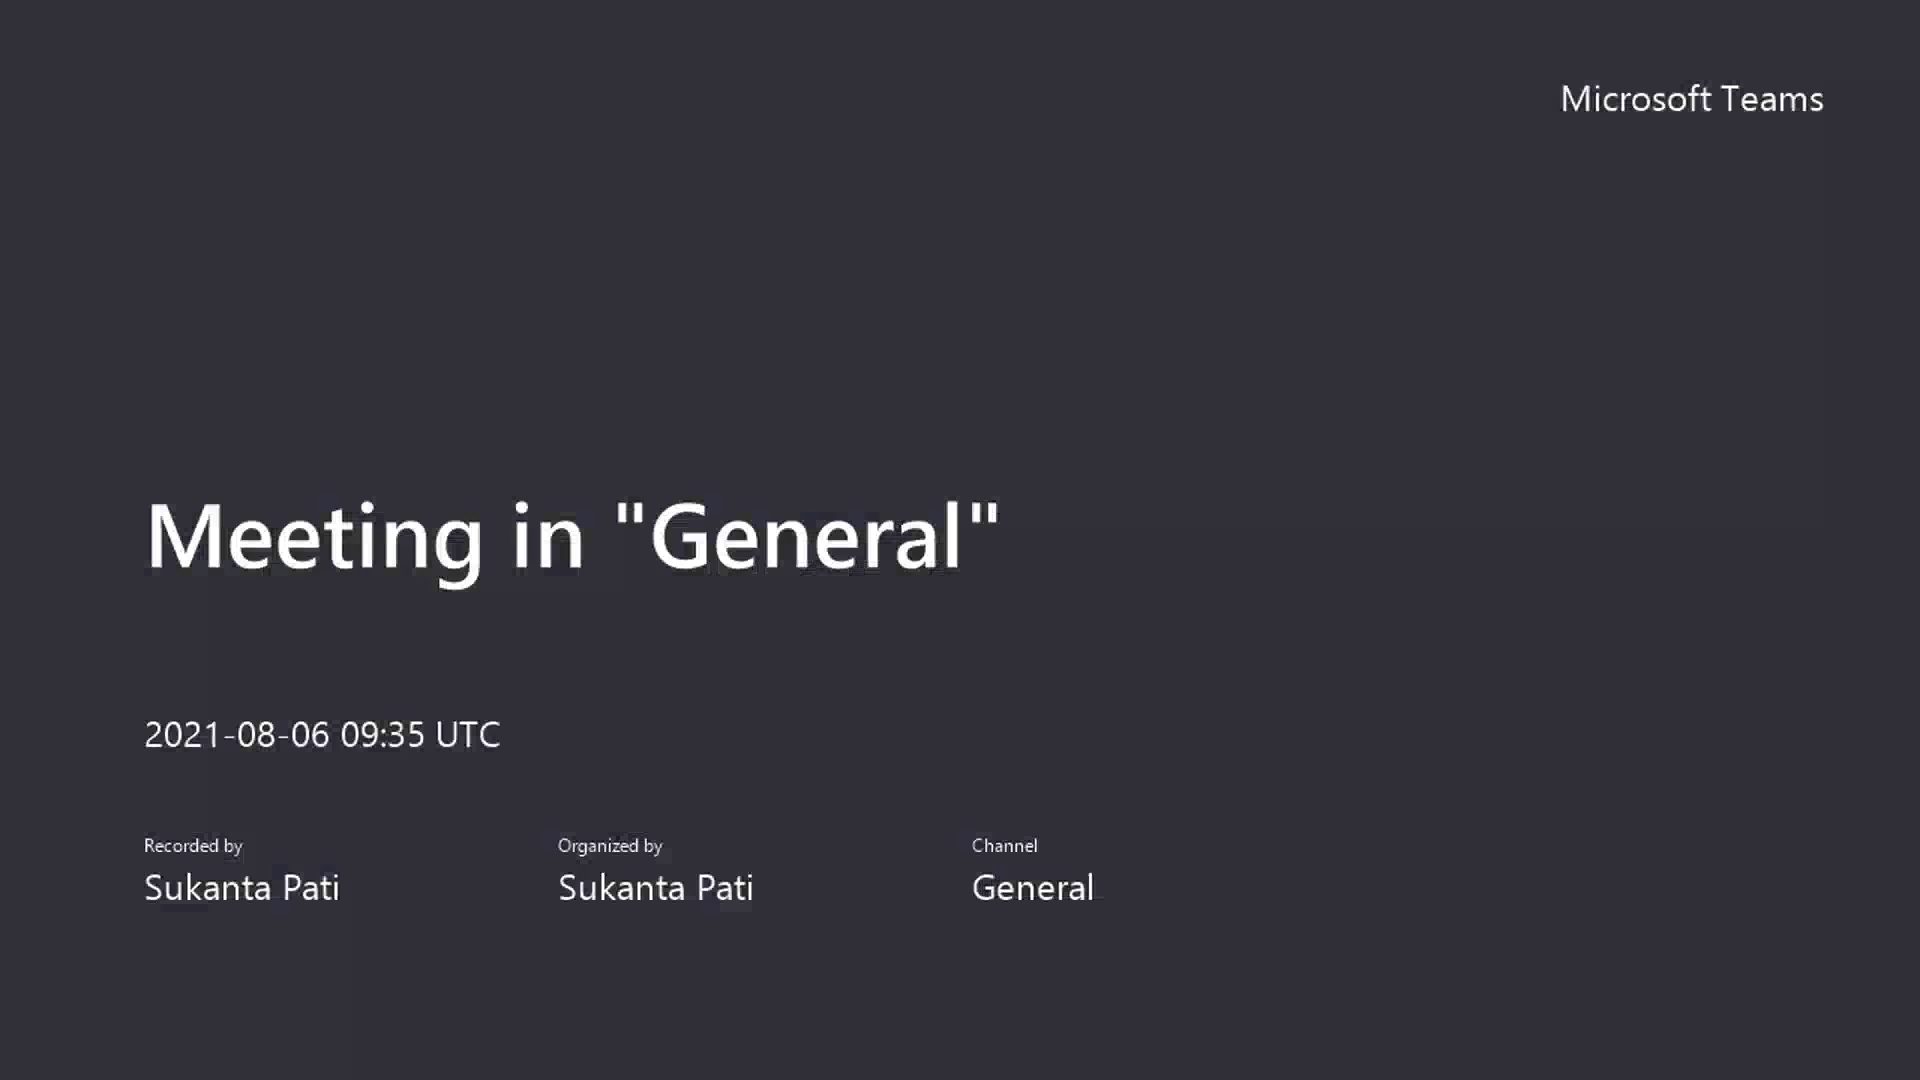 Microsoft Teams
Meeting in "General"
2021-08-06 09:35 UTC
Recorded by
Sukanta Pati
Organized by
Sukanta Pati
Channel
General